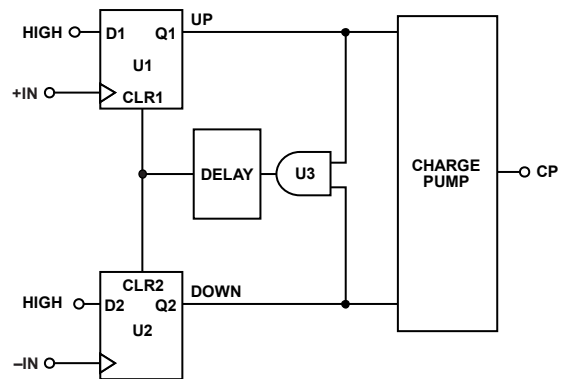 HIGH
D1
Q1
UP
U1
+IN
CLR1
DELAY
U3
CHARGE
PUMP
CP
CLR2
HIGH
D2
Q2
DOWN
U2
–IN